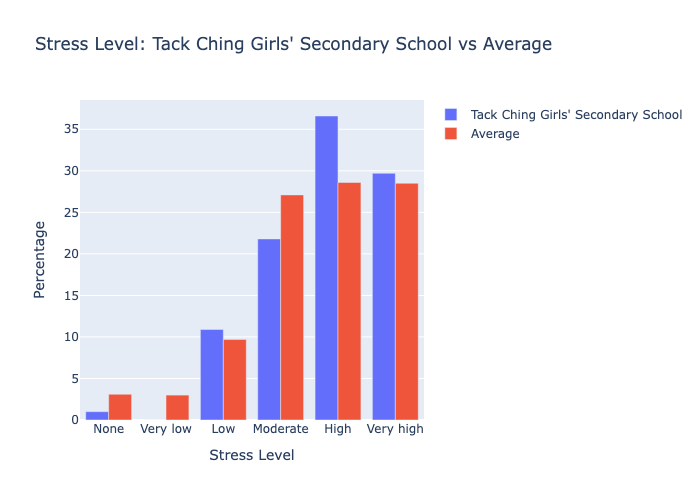 Stress Level: Tack Ching Girls' Secondary School vs Average
Tack Ching Girls' Secondary School
Average
Percentage
35
30
25
20
15
10
5
0
None Very low Low Moderate High Very high
Stress Level